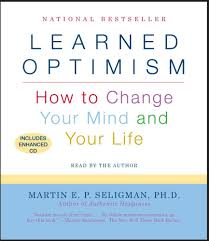 NATIONAL BESTSELLER
LEARNED
OPTIMISM
How to Change
Your Mind and
Your Life
INCLUDES
ENHANCED
CD
READ BY THE AUTHOR
MARTIN E. P. SELIGMAN, PH.D.
Author of Authentic Happiness